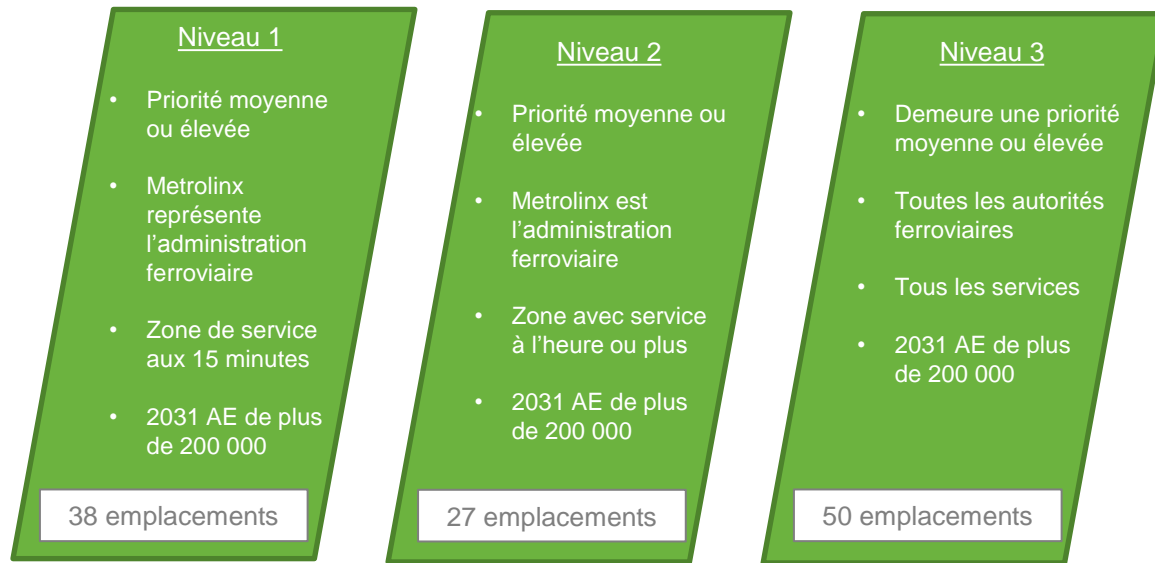 Niveau 1
• Priorité moyenne
ou élevée
• Metrolinx
représente
l’administration
ferroviaire
• Zone de service
aux 15 minutes
• 2031 AE de plus
de 200 000
38 emplacements
Niveau 2
• Priorité moyenne ou
élevée
• Metrolinx est
l’administration
ferroviaire
• Zone avec service
à l’heure ou plus
• 2031 AE de plus
de 200 000
27 emplacements
Niveau 3
• Demeure une priorité
moyenne ou élevée
• Toutes les autorités
ferroviaires
• Tous les services
• 2031 AE de plus
de 200 000
50 emplacements